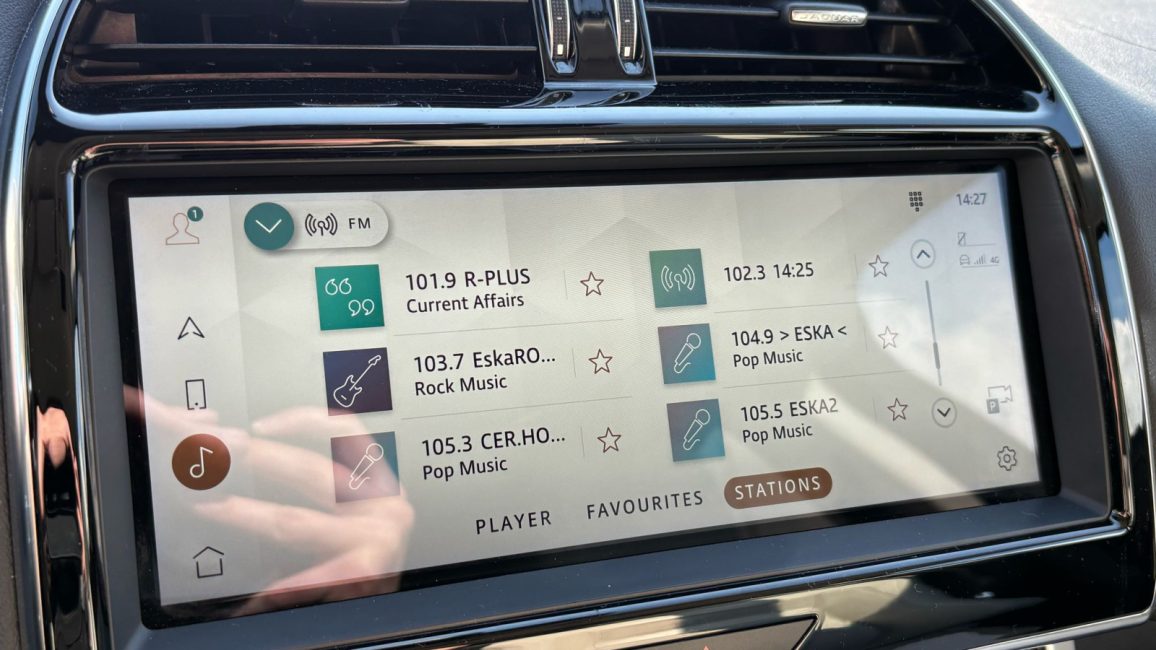 JAGUAR
1
FM
14:27
4G
101.9 R-PLUS
Current Affairs
102.3 14:25
103.7 EskaRO...
Rock Music
104.9 > ESKA <
Pop Music
105.3 CER.HO...
Pop Music
105.5 ESKA2
Pop Music
P
PLAYER
FAVOURITES
STATIONS